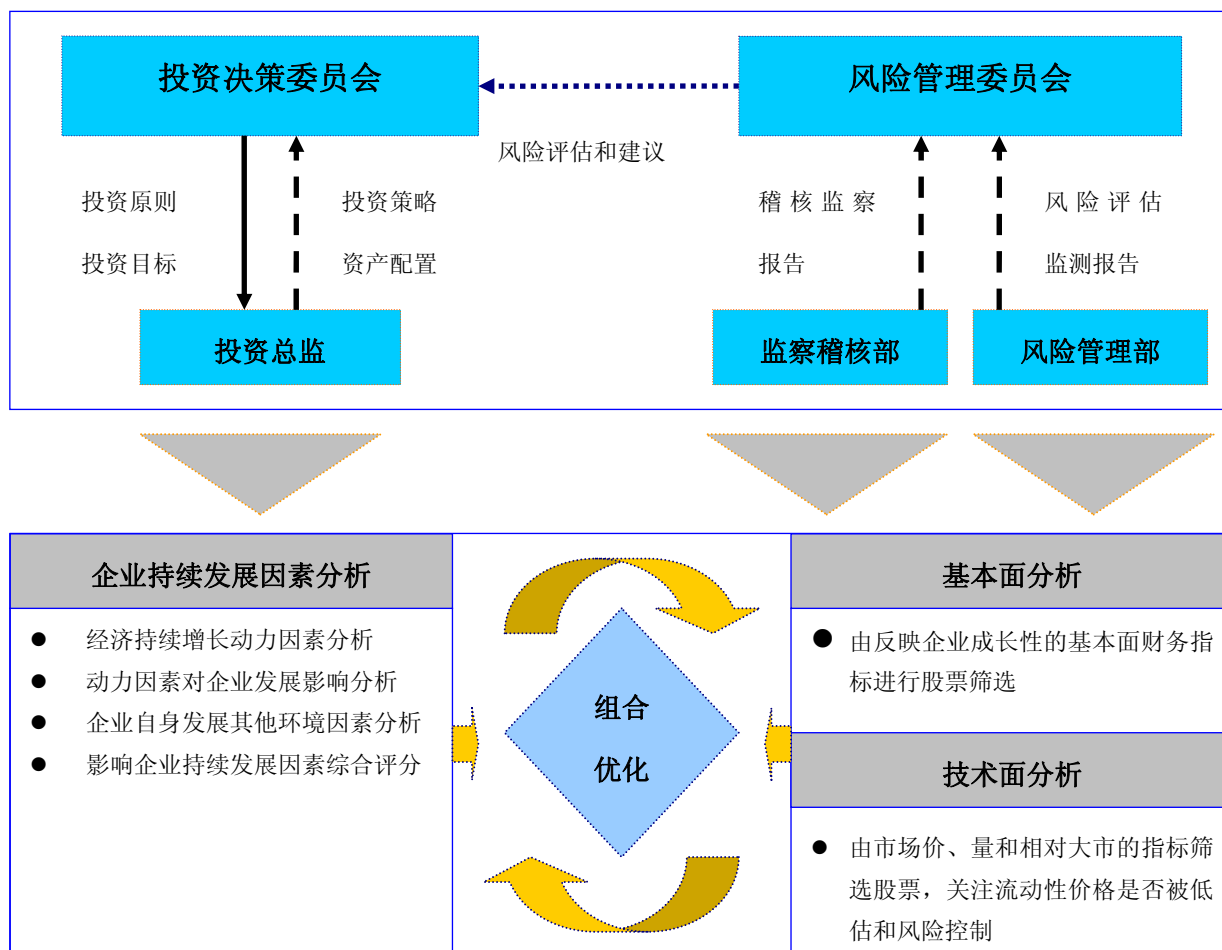 投资决策委员会
风险管理委员会
风险评估和建议
投资原则
投资目标
投资策略
资产配置
稽核监察
报告
风险评估
监测报告
投资总监
监察稽核部
风险管理部
企业持续发展因素分析
● 经济持续增长动力因素分析
● 动力因素对企业发展影响分析
● 企业自身发展其他环境因素分析
● 影响企业持续发展因素综合评分
组合
优化
基本面分析
● 由反映企业成长性的基本面财务指
标进行股票筛选
技术面分析
● 由市场价、量和相对大市的指标筛
选股票，关注流动性价格是否被低
估和风险控制